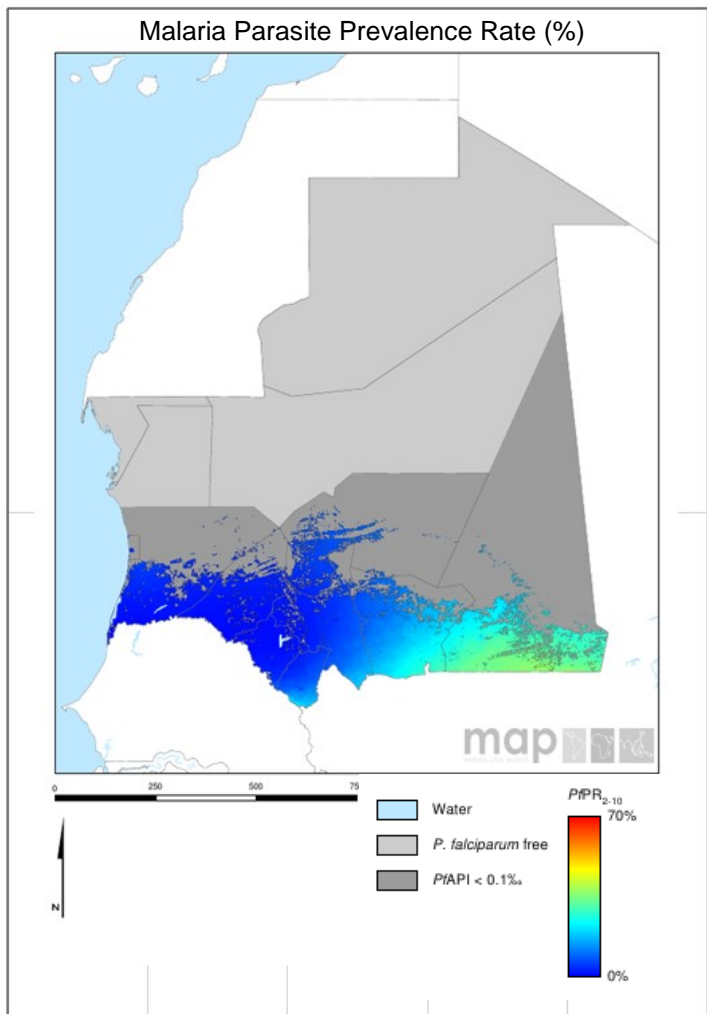 Malaria Parasite Prevalence Rate (%)
map
0 250 500 75
Water
P. falciparum free
PfAPI < 0.1‰
N
PfPR2-10
70%
0%